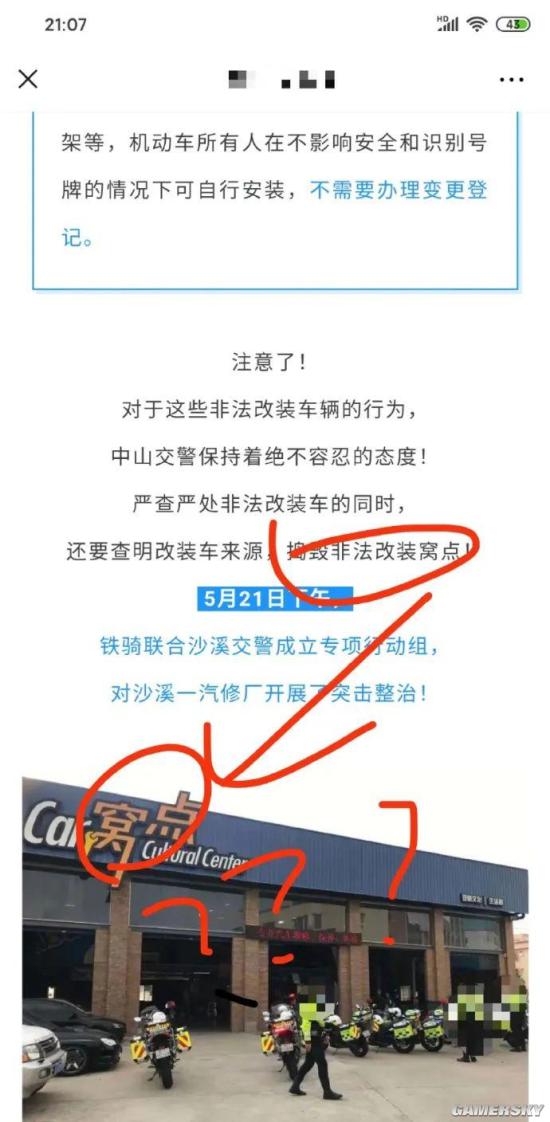 21:07
HD
43
架等，机动车所有人在不影响安全和识别号
牌的情况下可自行安装，不需要办理变更登
记。
注意了！
对于这些非法改装车辆的行为，
中山交警保持着绝不容忍的态度！
严查严处非法改装车的同时，
还要查明改装车来源，捣毁非法改装窝点！
5月21日下午，
铁骑联合沙溪交警成立专项行动组，
对沙溪一汽修厂开展了突击整治！
Car 窝点
Cultural Center
? ? ?
GAMERSKY